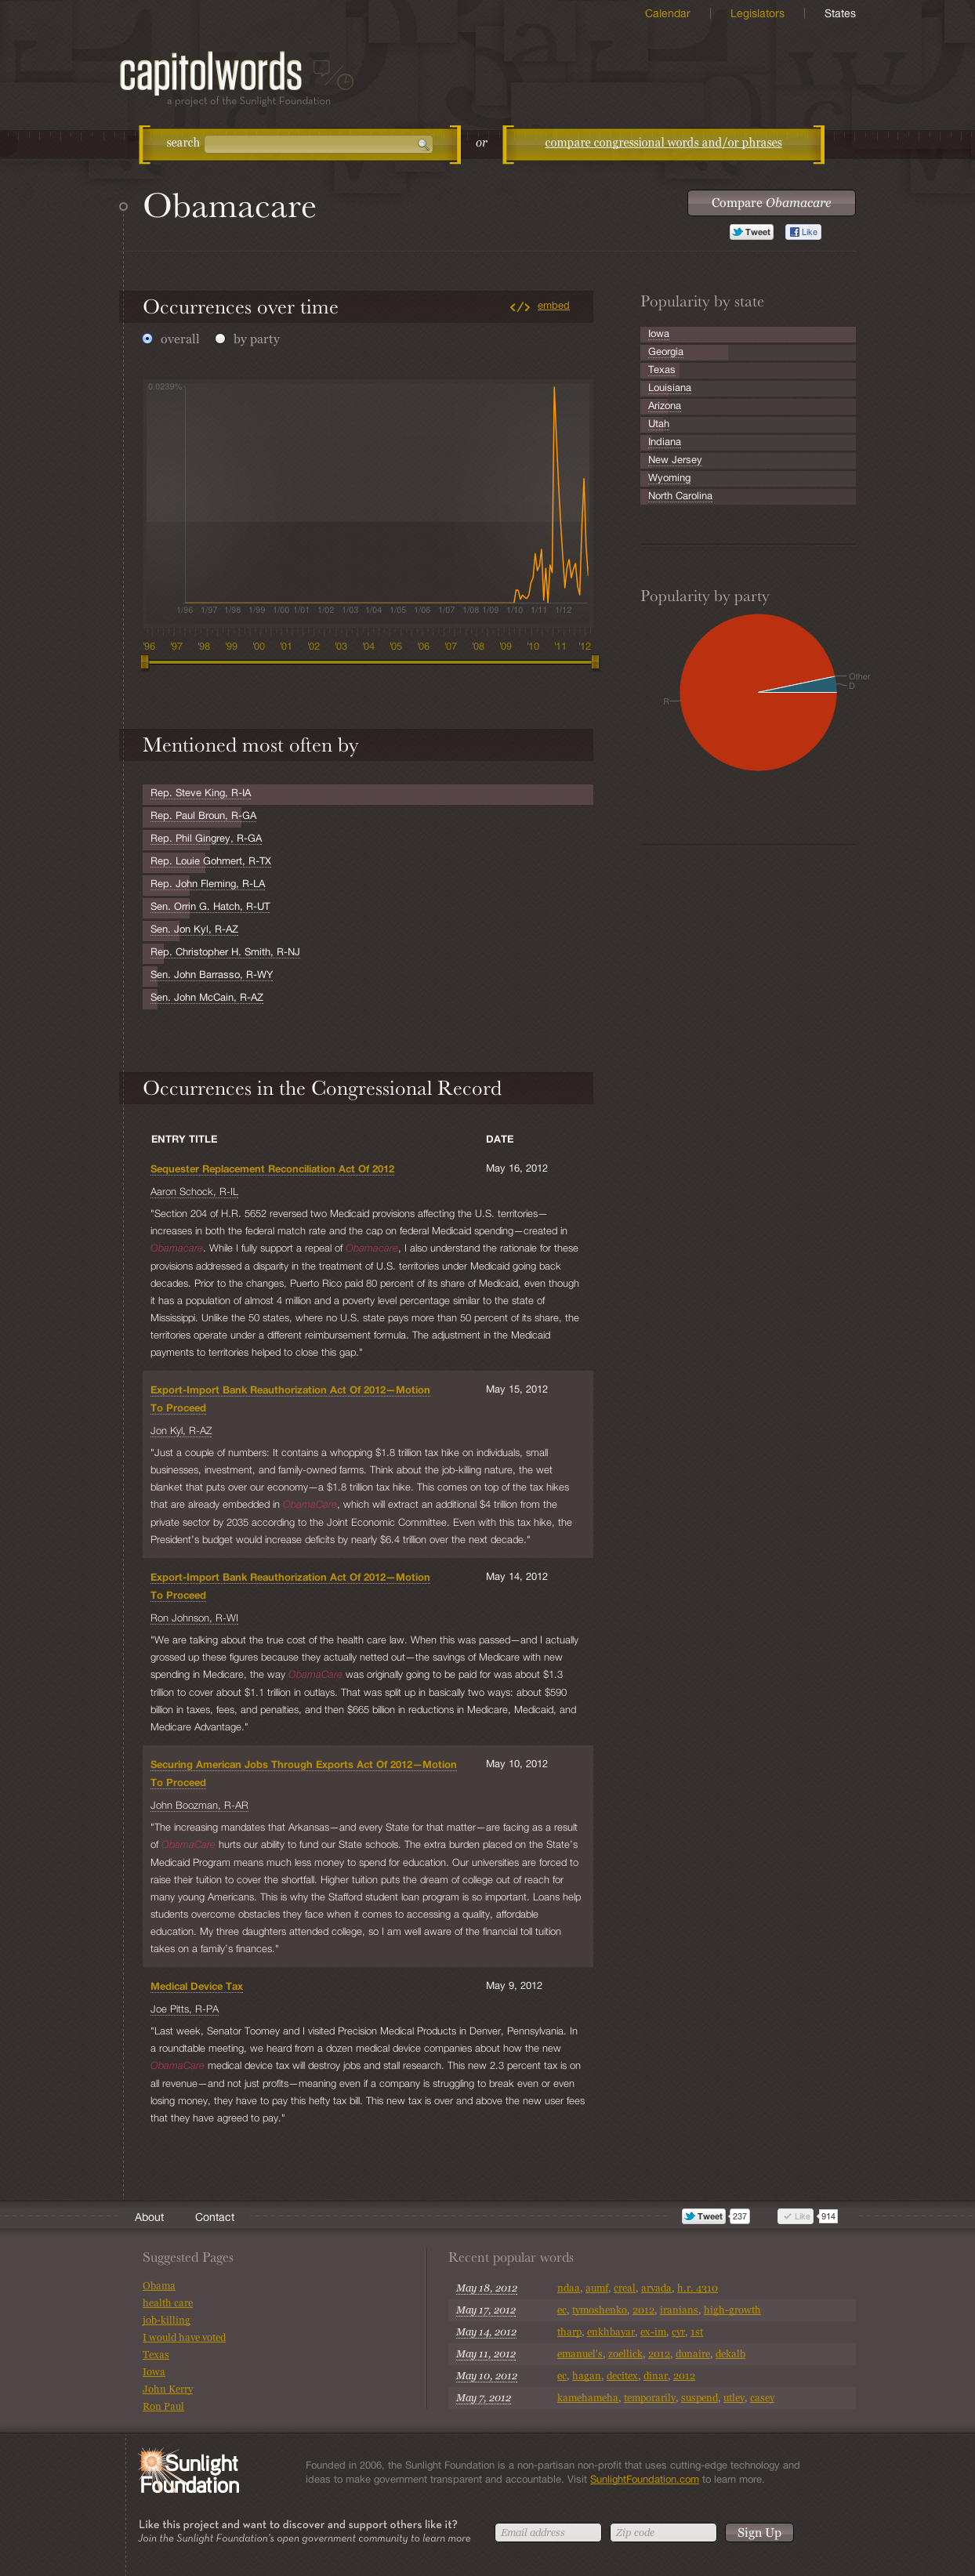 Calendar
Legislators
States
capitolwords
a project of the Sunlight Foundation
search
or
compare congressional words and/or phrases
Obamacare
Compare Obamacare
Tweet
Like
Occurrences over time
embed
overall
by party
0.0239%
1/96 1/97 1/98 1/99 1/00 1/01 1/02 1/03 1/04 1/05 1/06 1/07 1/08 1/09 1/10 1/11 1/12
'96 '97 '98 '99 '00 '01 '02 '03 '04 '05 '06 '07 '08 '09 '10 '11 '12
Popularity by state
Iowa
Georgia
Texas
Louisiana
Arizona
Utah
Indiana
New Jersey
Wyoming
North Carolina
Popularity by party
Other
D
R
Mentioned most often by
Rep. Steve King, R-IA
Rep. Paul Broun, R-GA
Rep. Phil Gingrey, R-GA
Rep. Louie Gohmert, R-TX
Rep. John Fleming, R-LA
Sen. Orrin G. Hatch, R-UT
Sen. Jon Kyl, R-AZ
Rep. Christopher H. Smith, R-NJ
Sen. John Barrasso, R-WY
Sen. John McCain, R-AZ
Occurrences in the Congressional Record
ENTRY TITLE
DATE
Sequester Replacement Reconciliation Act Of 2012
May 16, 2012
Aaron Schock, R-IL
"Section 204 of H.R. 5652 reversed two Medicaid provisions affecting the U.S. territories—
increases in both the federal match rate and the cap on federal Medicaid spending—created in
Obamacare. While I fully support a repeal of Obamacare, I also understand the rationale for these
provisions addressed a disparity in the treatment of U.S. territories under Medicaid going back
decades. Prior to the changes, Puerto Rico paid 80 percent of its share of Medicaid, even though
it has a population of almost 4 million and a poverty level percentage similar to the state of
Mississippi. Unlike the 50 states, where no U.S. state pays more than 50 percent of its share, the
territories operate under a different reimbursement formula. The adjustment in the Medicaid
payments to territories helped to close this gap."
Export-Import Bank Reauthorization Act Of 2012—Motion
To Proceed
May 15, 2012
Jon Kyl, R-AZ
"Just a couple of numbers: It contains a whopping $1.8 trillion tax hike on individuals, small
businesses, investment, and family-owned farms. Think about the job-killing nature, the wet
blanket that puts over our economy—a $1.8 trillion tax hike. This comes on top of the tax hikes
that are already embedded in ObamaCare, which will extract an additional $4 trillion from the
private sector by 2035 according to the Joint Economic Committee. Even with this tax hike, the
President's budget would increase deficits by nearly $6.4 trillion over the next decade."
Export-Import Bank Reauthorization Act Of 2012—Motion
To Proceed
May 14, 2012
Ron Johnson, R-WI
"We are talking about the true cost of the health care law. When this was passed—and I actually
grossed up these figures because they actually netted out—the savings of Medicare with new
spending in Medicare, the way ObamaCare was originally going to be paid for was about $1.3
trillion to cover about $1.1 trillion in outlays. That was split up in basically two ways: about $590
billion in taxes, fees, and penalties, and then $665 billion in reductions in Medicare, Medicaid, and
Medicare Advantage."
Securing American Jobs Through Exports Act Of 2012—Motion
To Proceed
May 10, 2012
John Boozman, R-AR
"The increasing mandates that Arkansas—and every State for that matter—are facing as a result
of ObamaCare hurts our ability to fund our State schools. The extra burden placed on the State's
Medicaid Program means much less money to spend for education. Our universities are forced to
raise their tuition to cover the shortfall. Higher tuition puts the dream of college out of reach for
many young Americans. This is why the Stafford student loan program is so important. Loans help
students overcome obstacles they face when it comes to accessing a quality, affordable
education. My three daughters attended college, so I am well aware of the financial toll tuition
takes on a family's finances."
Medical Device Tax
May 9, 2012
Joe Pitts, R-PA
"Last week, Senator Toomey and I visited Precision Medical Products in Denver, Pennsylvania. In
a roundtable meeting, we heard from a dozen medical device companies about how the new
ObamaCare medical device tax will destroy jobs and stall research. This new 2.3 percent tax is on
all revenue—and not just profits—meaning even if a company is struggling to break even or even
losing money, they have to pay this hefty tax bill. This new tax is over and above the new user fees
that they have agreed to pay."
About
Contact
Tweet 237
Like 914
Suggested Pages
Obama
health care
job-killing
I would have voted
Texas
Iowa
John Kerry
Ron Paul
Recent popular words
May 18, 2012 ndaa, aumf, creal, arvada, h.r. 4310
May 17, 2012 ec, tymoshenko, 2012, iranians, high-growth
May 14, 2012 tharp, enkhbayar, ex-im, cyr, 1st
May 11, 2012 emanuel's, zoellick, 2012, dunaire, dekalb
May 10, 2012 ec, hagan, decitex, dinar, 2012
May 7, 2012 kamehameha, temporarily, suspend, utley, casey
Sunlight
Foundation
Founded in 2006, the Sunlight Foundation is a non-partisan non-profit that uses cutting-edge technology and
ideas to make government transparent and accountable. Visit SunlightFoundation.com to learn more.
Like this project and want to discover and support others like it?
Join the Sunlight Foundation's open government community to learn more
Email address
Zip code
Sign Up